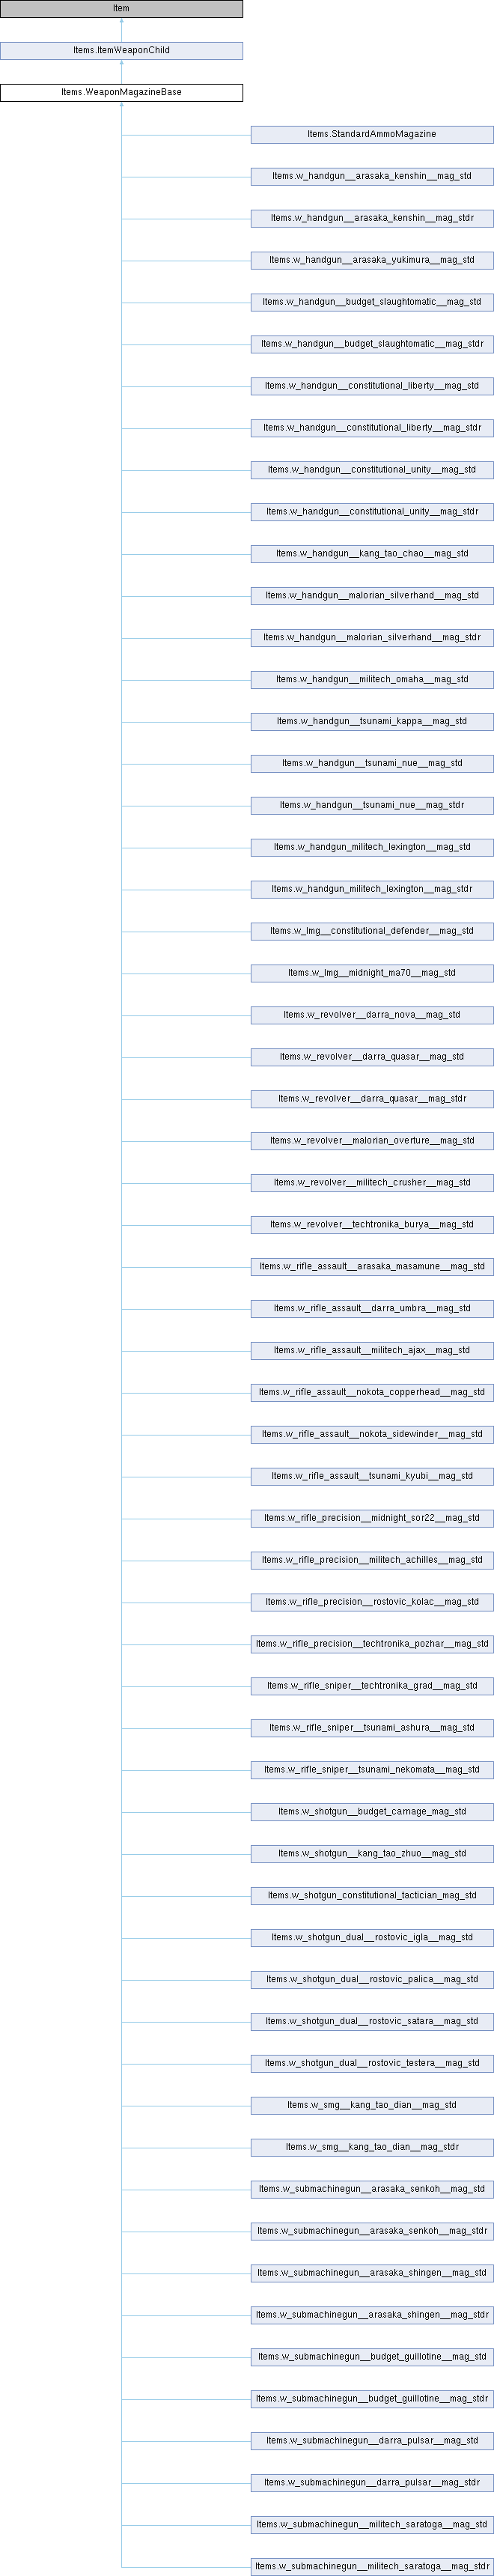 Item
Items.ItemWeaponChild
Items.WeaponMagazineBase
Items.StandardAmmoMagazine
Items.w_handgun__arasaka_kenshin__mag_std
Items.w_handgun__arasaka_kenshin__mag_stdr
Items.w_handgun__arasaka_yukimura__mag_std
Items.w_handgun__budget_slaughtomatic__mag_std
Items.w_handgun__budget_slaughtomatic__mag_stdr
Items.w_handgun__constitutional_liberty__mag_std
Items.w_handgun__constitutional_liberty__mag_stdr
Items.w_handgun__constitutional_unity__mag_std
Items.w_handgun__constitutional_unity__mag_stdr
Items.w_handgun__kang_tao_chao__mag_std
Items.w_handgun__malorian_silverhand__mag_std
Items.w_handgun__malorian_silverhand__mag_stdr
Items.w_handgun__militech_omaha__mag_std
Items.w_handgun__tsunami_kappa__mag_std
Items.w_handgun__tsunami_nue__mag_std
Items.w_handgun__tsunami_nue__mag_stdr
Items.w_handgun_militech_lexington__mag_std
Items.w_handgun_militech_lexington__mag_stdr
Items.w_lmg__constitutional_defender__mag_std
Items.w_lmg__midnight_ma70__mag_std
Items.w_revolver__darra_nova__mag_std
Items.w_revolver__darra_quasar__mag_std
Items.w_revolver__darra_quasar__mag_stdr
Items.w_revolver__malorian_overture__mag_std
Items.w_revolver__militech_crusher__mag_std
Items.w_revolver__techtronika_burya__mag_std
Items.w_rifle_assault__arasaka_masamune__mag_std
Items.w_rifle_assault__darra_umbra__mag_std
Items.w_rifle_assault__militech_ajax__mag_std
Items.w_rifle_assault__nokota_copperhead__mag_std
Items.w_rifle_assault__nokota_sidewinder__mag_std
Items.w_rifle_assault__tsunami_kyubi__mag_std
Items.w_rifle_precision__midnight_sor22__mag_std
Items.w_rifle_precision__militech_achilles__mag_std
Items.w_rifle_precision__rostovic_kolac__mag_std
Items.w_rifle_precision__techtronika_pozhar__mag_std
Items.w_rifle_sniper__techtronika_grad__mag_std
Items.w_rifle_sniper__tsunami_ashura__mag_std
Items.w_rifle_sniper__tsunami_nekomata__mag_std
Items.w_shotgun__budget_carnage_mag_std
Items.w_shotgun__kang_tao_zhuo__mag_std
Items.w_shotgun_constitutional_tactician_mag_std
Items.w_shotgun_dual__rostovic_igla__mag_std
Items.w_shotgun_dual__rostovic_palica__mag_std
Items.w_shotgun_dual__rostovic_satara__mag_std
Items.w_shotgun_dual__rostovic_testera__mag_std
Items.w_smg__kang_tao_dian__mag_std
Items.w_smg__kang_tao_dian__mag_stdr
Items.w_submachinegun__arasaka_senkoh__mag_std
Items.w_submachinegun__arasaka_senkoh__mag_stdr
Items.w_submachinegun__arasaka_shingen__mag_std
Items.w_submachinegun__arasaka_shingen__mag_stdr
Items.w_submachinegun__budget_guillotine__mag_std
Items.w_submachinegun__budget_guillotine__mag_stdr
Items.w_submachinegun__darra_pulsar__mag_std
Items.w_submachinegun__darra_pulsar__mag_stdr
Items.w_submachinegun__militech_saratoga__mag_std
Items.w_submachinegun__militech_saratoga__mag_stdr